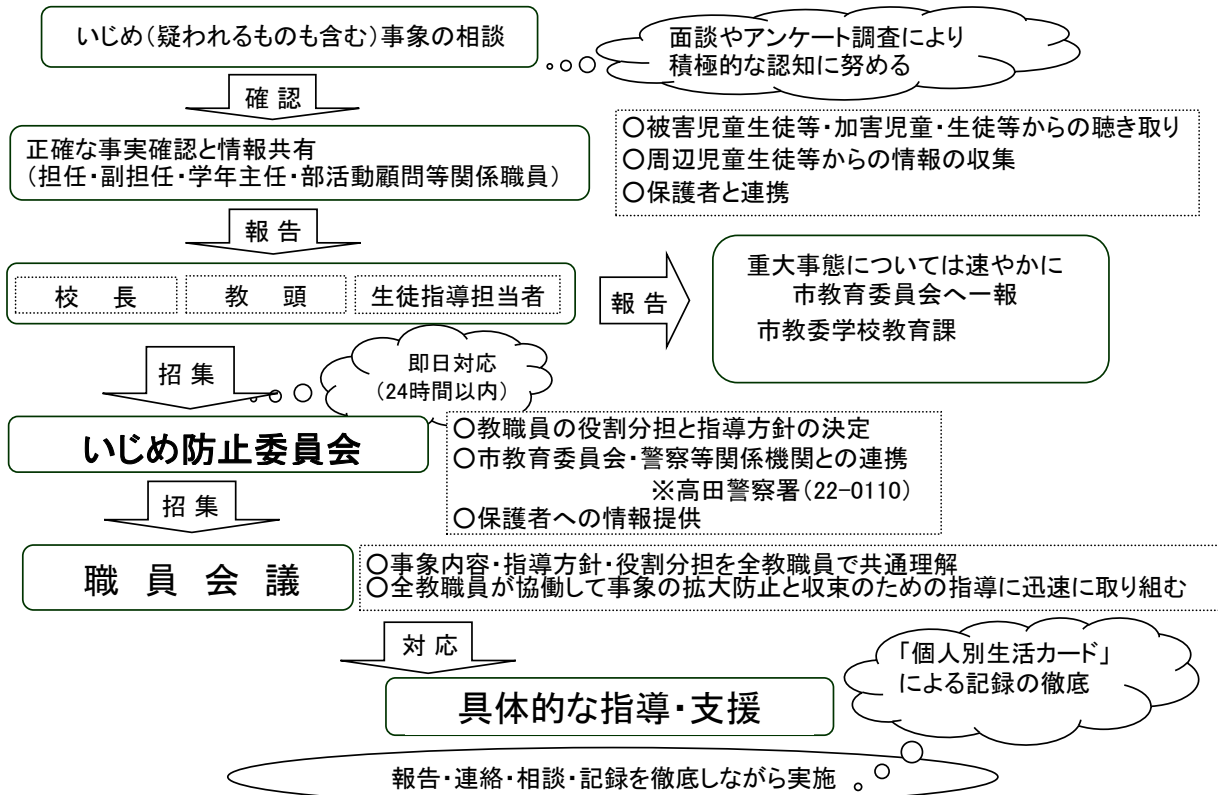 いじめ(疑われるものも含む)事象の相談
面談やアンケート調査により
積極的な認知に努める
確 認
正確な事実確認と情報共有
(担任・副担任・学年主任・部活動顧問等関係職員)
〇被害児童生徒等・加害児童・生徒等からの聴き取り
〇周辺児童生徒等からの情報の収集
〇保護者と連携
報 告
校 長
教 頭
生徒指導担当者
報 告
重大事態については速やかに
市教育委員会へ一報
市教委学校教育課
招 集
即日対応
(24時間以内)
いじめ防止委員会
〇教職員の役割分担と指導方針の決定
〇市教育委員会・警察等関係機関との連携
※高田警察署(22-0110)
〇保護者への情報提供
招 集
職 員 会 議
〇事象内容・指導方針・役割分担を全教職員で共通理解
〇全教職員が協働して事象の拡大防止と収束のための指導に迅速に取り組む
対 応
「個人別生活カード」
による記録の徹底
具体的な指導・支援
報告・連絡・相談・記録を徹底しながら実施